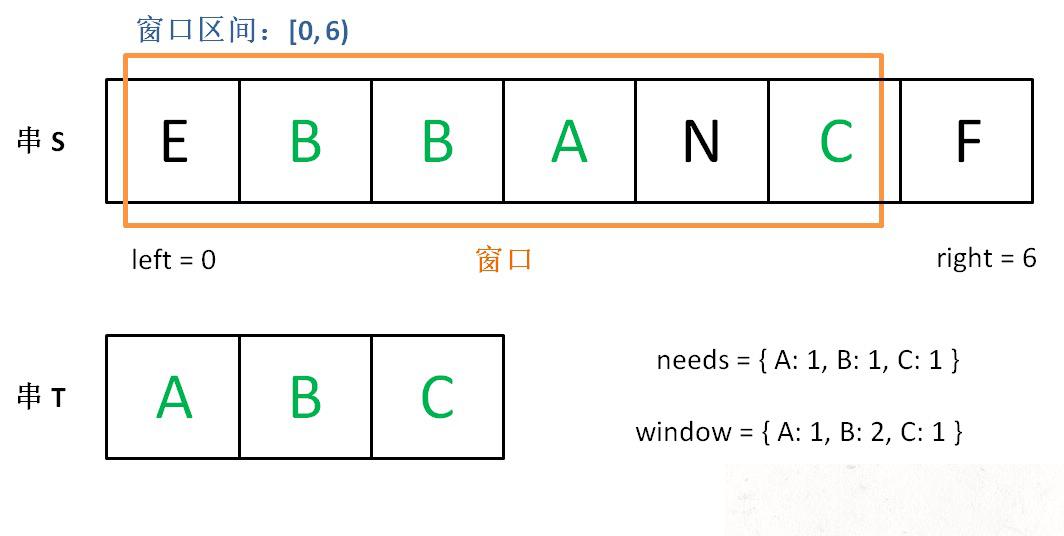 窗口区间：[0, 6)
串 S E B B A N C F
left = 0 窗口 right = 6
串 T A B C
needs = { A: 1, B: 1, C: 1 }
window = { A: 1, B: 2, C: 1 }